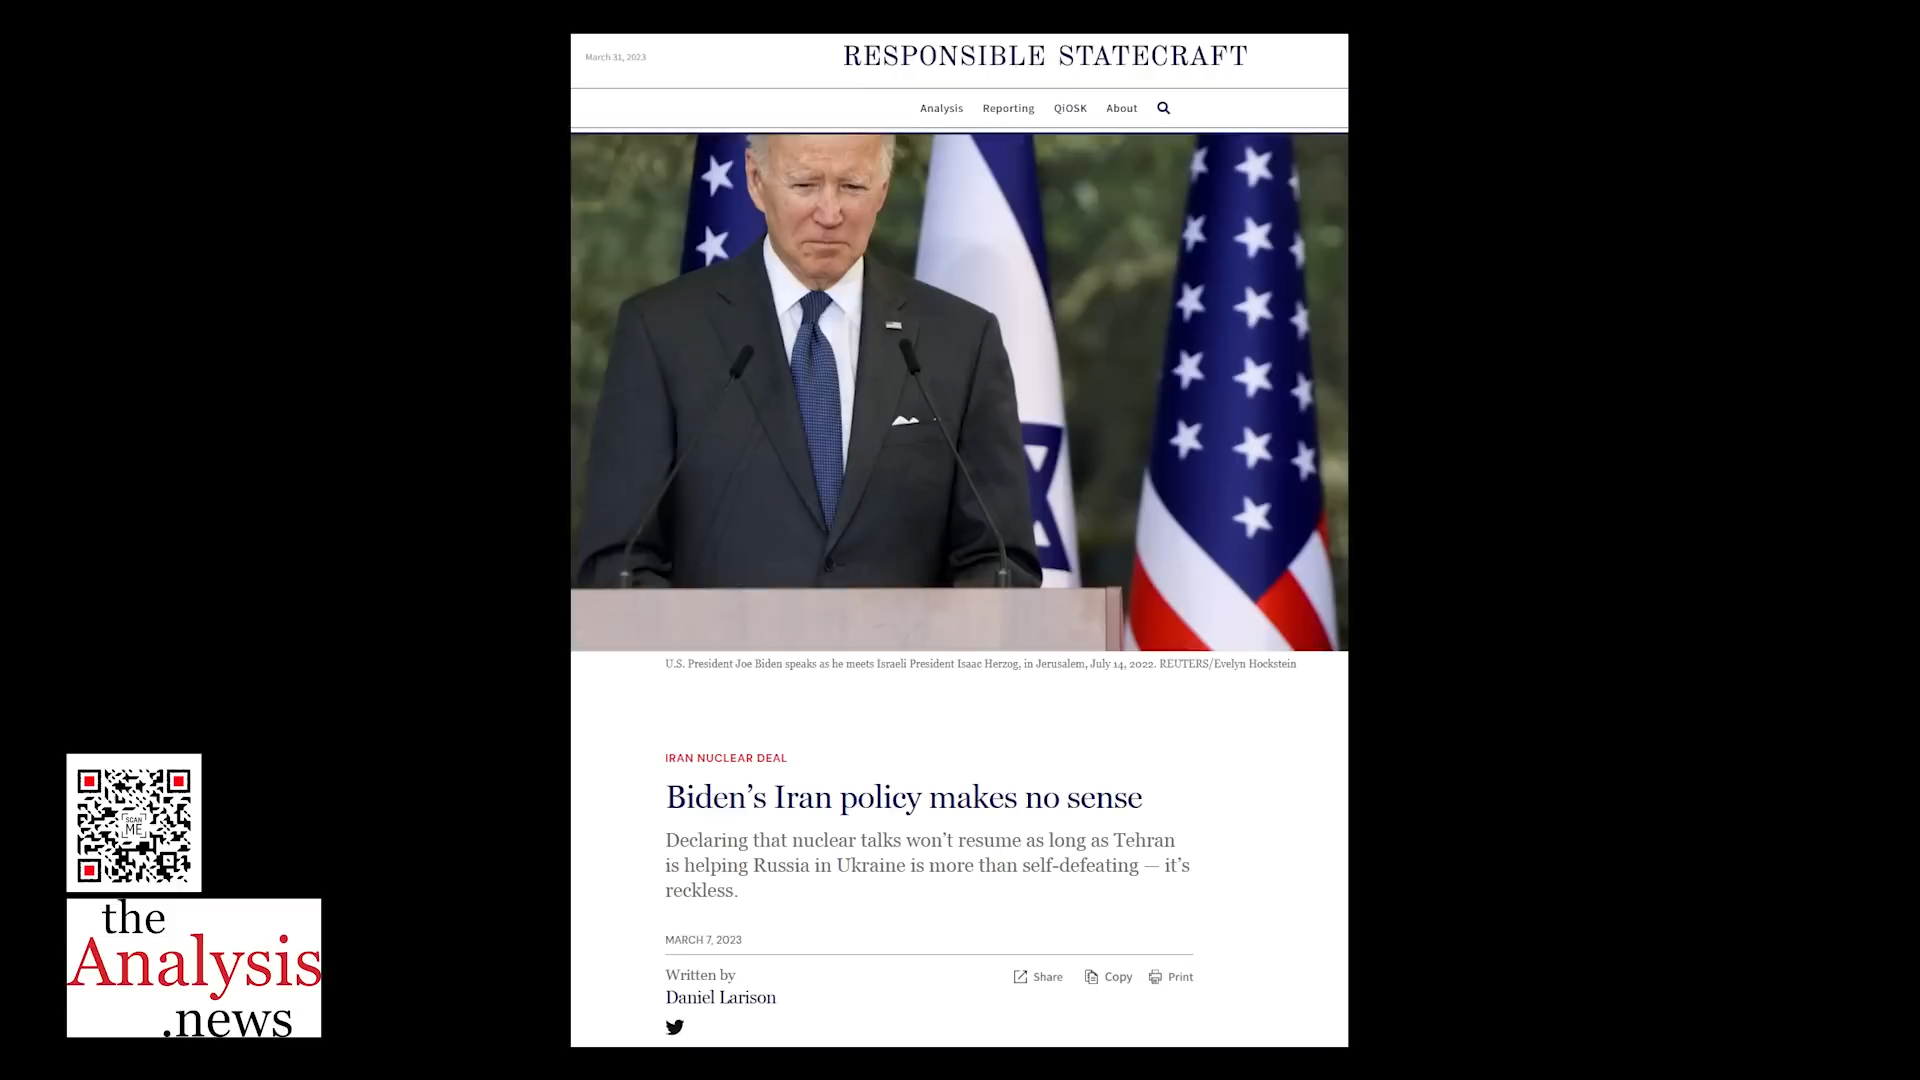 March 31, 2023
RESPONSIBLE STATECRAFT
Analysis Reporting QiOSK About
U.S. President Joe Biden speaks as he meets Israeli President Isaac Herzog, in Jerusalem, July 14, 2022. REUTERS/Evelyn Hockstein
IRAN NUCLEAR DEAL
Biden’s Iran policy makes no sense
Declaring that nuclear talks won’t resume as long as Tehran
is helping Russia in Ukraine is more than self-defeating — it’s
reckless.
MARCH 7, 2023
Written by
Share Copy Print
Daniel Larison
SCAN
ME
the
Analysis
.news